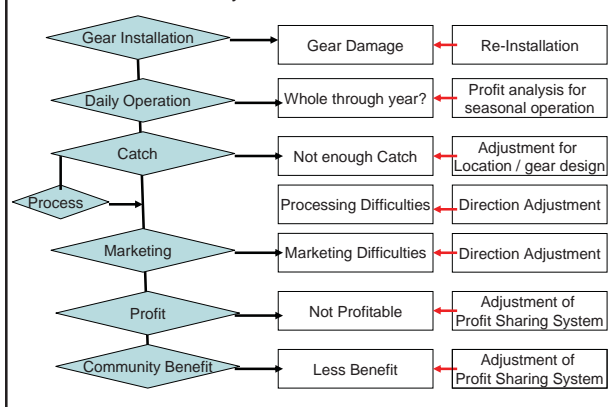 Gear Installation
Gear Damage
Re-Installation
Daily Operation
Whole through year?
Profit analysis for
seasonal operation
Catch
Not enough Catch
Adjustment for
Location / gear design
Process
Processing Difficulties
Direction Adjustment
Marketing
Marketing Difficulties
Direction Adjustment
Profit
Not Profitable
Adjustment of
Profit Sharing System
Community Benefit
Less Benefit
Adjustment of
Profit Sharing System